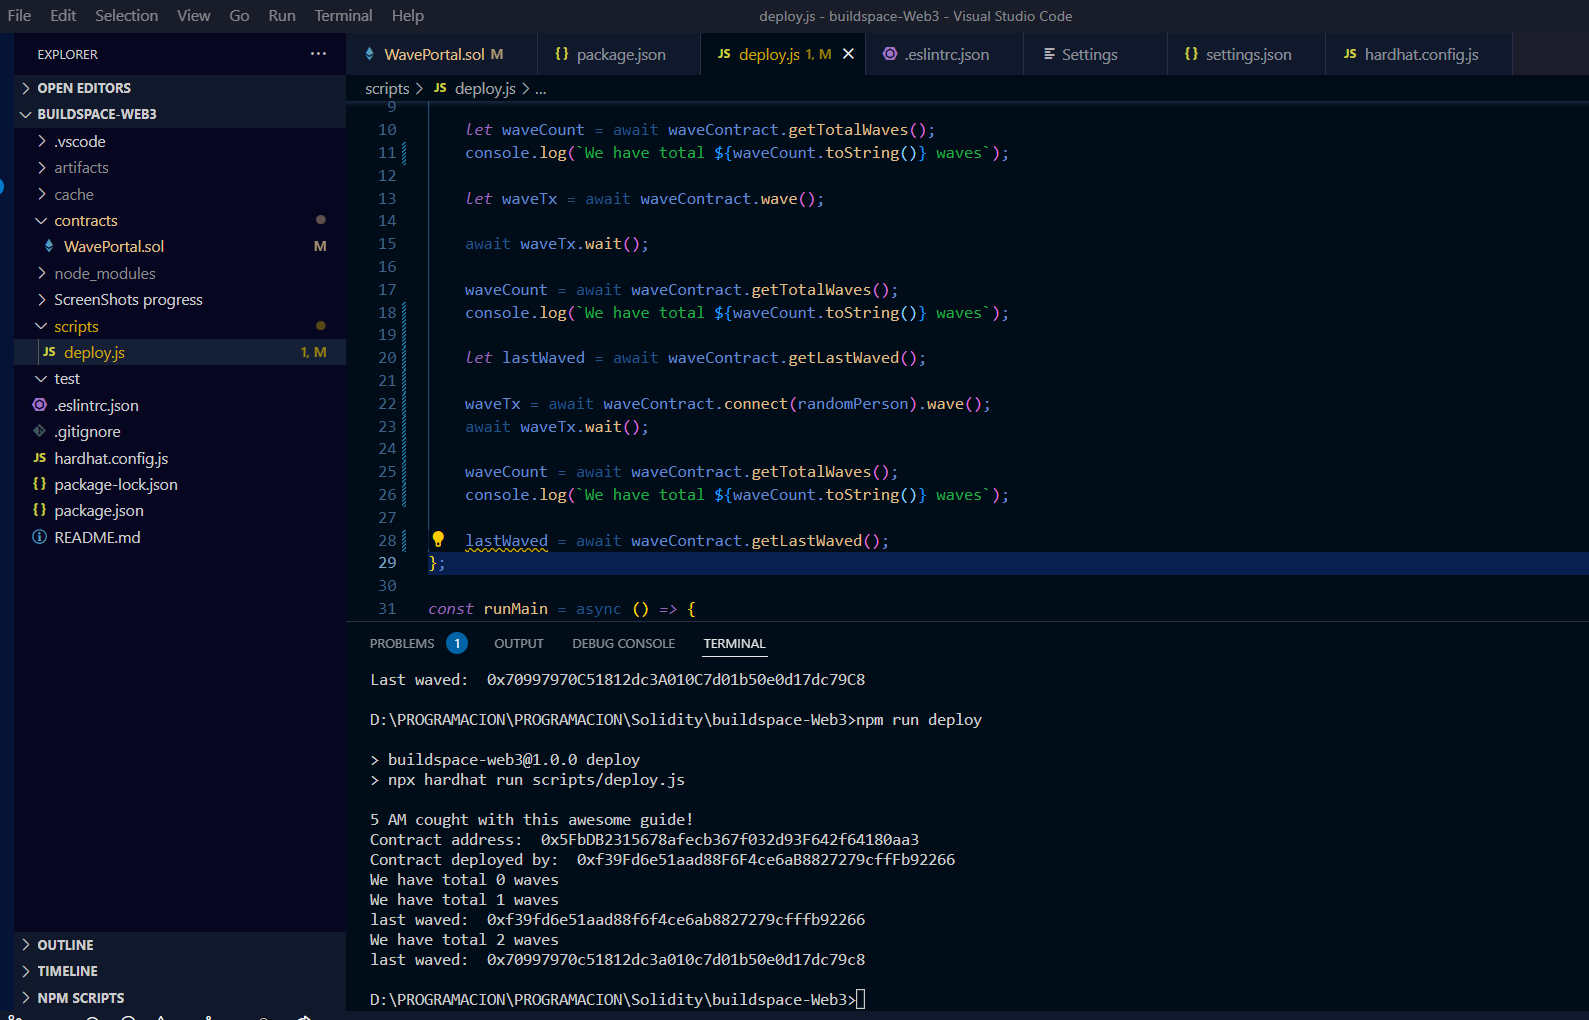 File Edit Selection View Go Run Terminal Help
deploy.js - buildspace-Web3 - Visual Studio Code
EXPLORER ...
OPEN EDITORS
BUILDSPACE-WEB3
.vscode
artifacts
cache
contracts
WavePortal.sol M
node_modules
ScreenShots progress
scripts
JS deploy.js 1, M
test
.eslintrc.json
.gitignore
JS hardhat.config.js
{} package-lock.json
{} package.json
README.md
OUTLINE
TIMELINE
NPM SCRIPTS
WavePortal.sol M
{} package.json
JS deploy.js 1, M
.eslintrc.json
Settings
{} settings.json
JS hardhat.config.js
scripts > JS deploy.js > ...
9
10 let waveCount = await waveContract.getTotalWaves();
11 console.log(`We have total ${waveCount.toString()} waves`);
12
13 let waveTx = await waveContract.wave();
14
15 await waveTx.wait();
16
17 waveCount = await waveContract.getTotalWaves();
18 console.log(`We have total ${waveCount.toString()} waves`);
19
20 let lastWaved = await waveContract.getLastWaved();
21
22 waveTx = await waveContract.connect(randomPerson).wave();
23 await waveTx.wait();
24
25 waveCount = await waveContract.getTotalWaves();
26 console.log(`We have total ${waveCount.toString()} waves`);
27
28 lastWaved = await waveContract.getLastWaved();
29 };
30
31 const runMain = async () => {
PROBLEMS 1 OUTPUT DEBUG CONSOLE TERMINAL
Last waved:  0x70997970C51812dc3A010C7d01b50e0d17dc79C8
D:\PROGRAMACION\PROGRAMACION\Solidity\buildspace-Web3>npm run deploy
> buildspace-web3@1.0.0 deploy
> npx hardhat run scripts/deploy.js
5 AM cought with this awesome guide!
Contract address:  0x5FbDB2315678afecb367f032d93F642f64180aa3
Contract deployed by:  0xf39Fd6e51aad88F6F4ce6aB8827279cffFb92266
We have total 0 waves
We have total 1 waves
last waved:  0xf39fd6e51aad88f6f4ce6ab8827279cfffb92266
We have total 2 waves
last waved:  0x70997970c51812dc3a010c7d01b50e0d17dc79c8
D:\PROGRAMACION\PROGRAMACION\Solidity\buildspace-Web3>